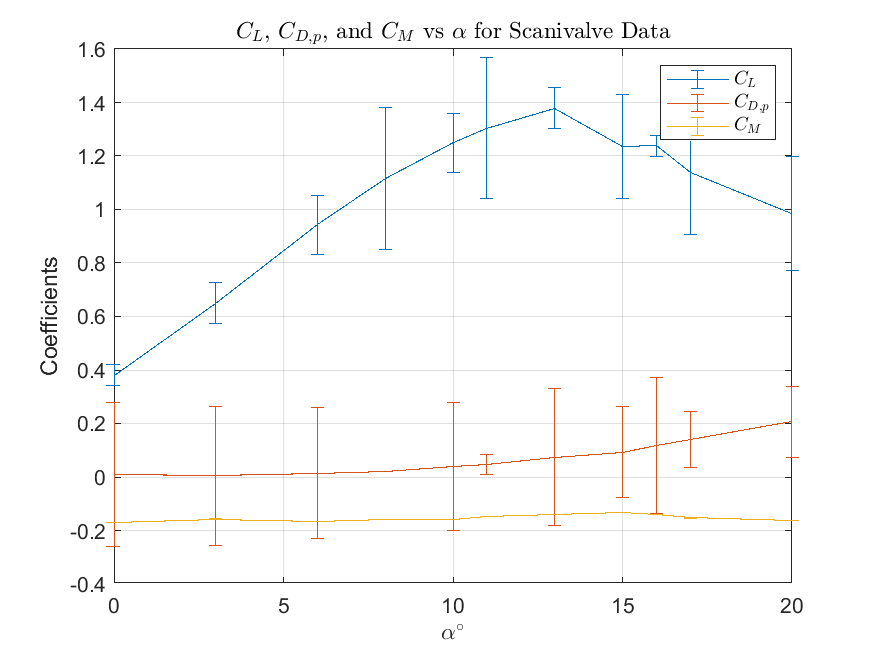 C_L, C_{D,p}, and C_M vs α for Scanivalve Data
1.6
1.4
1.2
1
0.8
0.6
0.4
0.2
0
-0.2
-0.4
Coefficients
C_L
C_{D,p}
C_M
0 5 10 15 20
α°